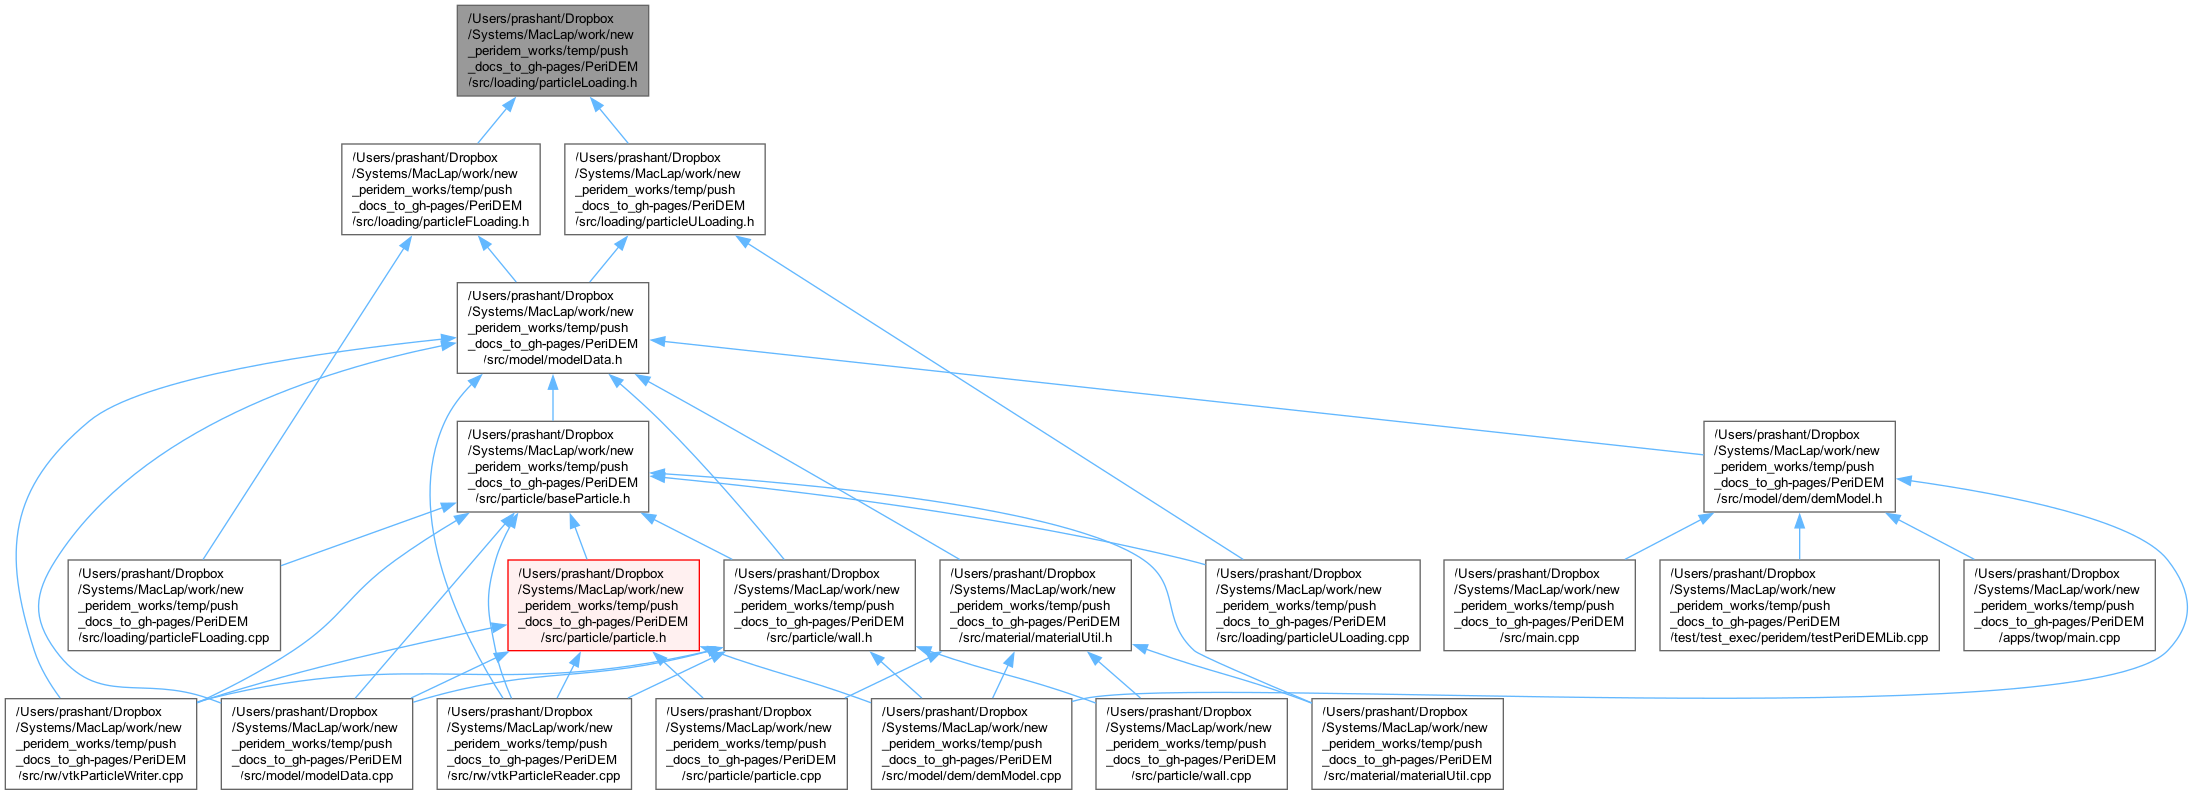 /Users/prashant/Dropbox
/Systems/MacLap/work/new
_peridem_works/temp/push
_docs_to_gh-pages/PeriDEM
/src/loading/particleLoading.h
/Users/prashant/Dropbox
/Systems/MacLap/work/new
_peridem_works/temp/push
_docs_to_gh-pages/PeriDEM
/src/loading/particleFLoading.h
/Users/prashant/Dropbox
/Systems/MacLap/work/new
_peridem_works/temp/push
_docs_to_gh-pages/PeriDEM
/src/loading/particleULoading.h
/Users/prashant/Dropbox
/Systems/MacLap/work/new
_peridem_works/temp/push
_docs_to_gh-pages/PeriDEM
/src/model/modelData.h
/Users/prashant/Dropbox
/Systems/MacLap/work/new
_peridem_works/temp/push
_docs_to_gh-pages/PeriDEM
/src/particle/baseParticle.h
/Users/prashant/Dropbox
/Systems/MacLap/work/new
_peridem_works/temp/push
_docs_to_gh-pages/PeriDEM
/src/model/dem/demModel.h
/Users/prashant/Dropbox
/Systems/MacLap/work/new
_peridem_works/temp/push
_docs_to_gh-pages/PeriDEM
/src/loading/particleFLoading.cpp
/Users/prashant/Dropbox
/Systems/MacLap/work/new
_peridem_works/temp/push
_docs_to_gh-pages/PeriDEM
/src/particle/particle.h
/Users/prashant/Dropbox
/Systems/MacLap/work/new
_peridem_works/temp/push
_docs_to_gh-pages/PeriDEM
/src/particle/wall.h
/Users/prashant/Dropbox
/Systems/MacLap/work/new
_peridem_works/temp/push
_docs_to_gh-pages/PeriDEM
/src/material/materialUtil.h
/Users/prashant/Dropbox
/Systems/MacLap/work/new
_peridem_works/temp/push
_docs_to_gh-pages/PeriDEM
/src/loading/particleULoading.cpp
/Users/prashant/Dropbox
/Systems/MacLap/work/new
_peridem_works/temp/push
_docs_to_gh-pages/PeriDEM
/src/main.cpp
/Users/prashant/Dropbox
/Systems/MacLap/work/new
_peridem_works/temp/push
_docs_to_gh-pages/PeriDEM
/test/test_exec/peridem/testPeriDEMLib.cpp
/Users/prashant/Dropbox
/Systems/MacLap/work/new
_peridem_works/temp/push
_docs_to_gh-pages/PeriDEM
/apps/twop/main.cpp
/Users/prashant/Dropbox
/Systems/MacLap/work/new
_peridem_works/temp/push
_docs_to_gh-pages/PeriDEM
/src/rw/vtkParticleWriter.cpp
/Users/prashant/Dropbox
/Systems/MacLap/work/new
_peridem_works/temp/push
_docs_to_gh-pages/PeriDEM
/src/model/modelData.cpp
/Users/prashant/Dropbox
/Systems/MacLap/work/new
_peridem_works/temp/push
_docs_to_gh-pages/PeriDEM
/src/rw/vtkParticleReader.cpp
/Users/prashant/Dropbox
/Systems/MacLap/work/new
_peridem_works/temp/push
_docs_to_gh-pages/PeriDEM
/src/particle/particle.cpp
/Users/prashant/Dropbox
/Systems/MacLap/work/new
_peridem_works/temp/push
_docs_to_gh-pages/PeriDEM
/src/model/dem/demModel.cpp
/Users/prashant/Dropbox
/Systems/MacLap/work/new
_peridem_works/temp/push
_docs_to_gh-pages/PeriDEM
/src/particle/wall.cpp
/Users/prashant/Dropbox
/Systems/MacLap/work/new
_peridem_works/temp/push
_docs_to_gh-pages/PeriDEM
/src/material/materialUtil.cpp